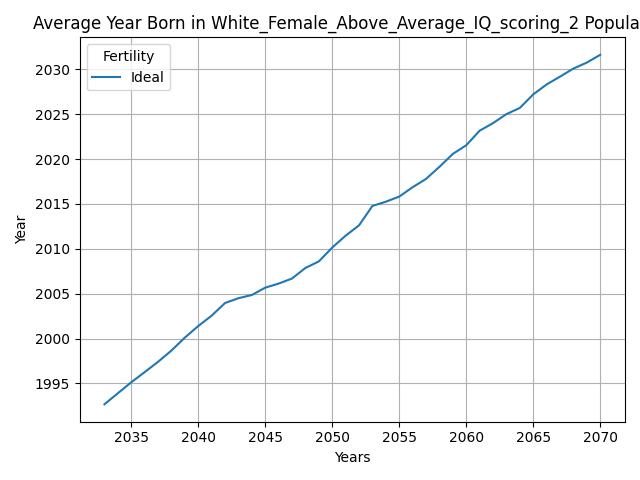 Average Year Born in White_Female_Above_Average_IQ_scoring_2 Popula
Fertility
Ideal
2030
2025
2020
2015
2010
2005
2000
1995
Year
2035 2040 2045 2050 2055 2060 2065 2070
Years